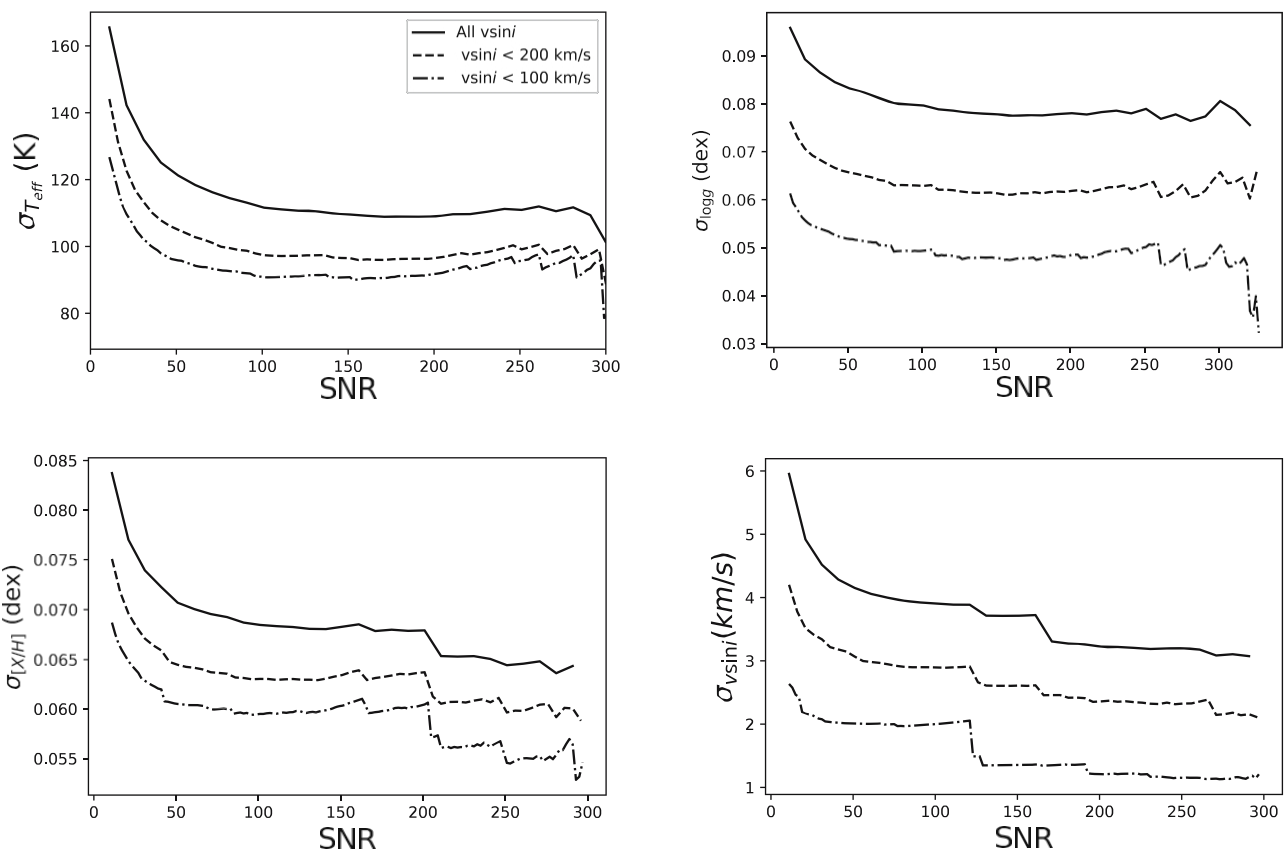 160
140
120
100
80
σ_{T_{eff}} (K)
All vsini
vsini < 200 km/s
vsini < 100 km/s
0 50 100 150 200 250 300
SNR
0.09
0.08
0.07
0.06
0.05
0.04
0.03
σ_{logg} (dex)
0 50 100 150 200 250 300
SNR
0.085
0.080
0.075
0.070
0.065
0.060
0.055
σ_{[X/H]} (dex)
0 50 100 150 200 250 300
SNR
6
5
4
3
2
1
σ_{vsini}(km/s)
0 50 100 150 200 250 300
SNR